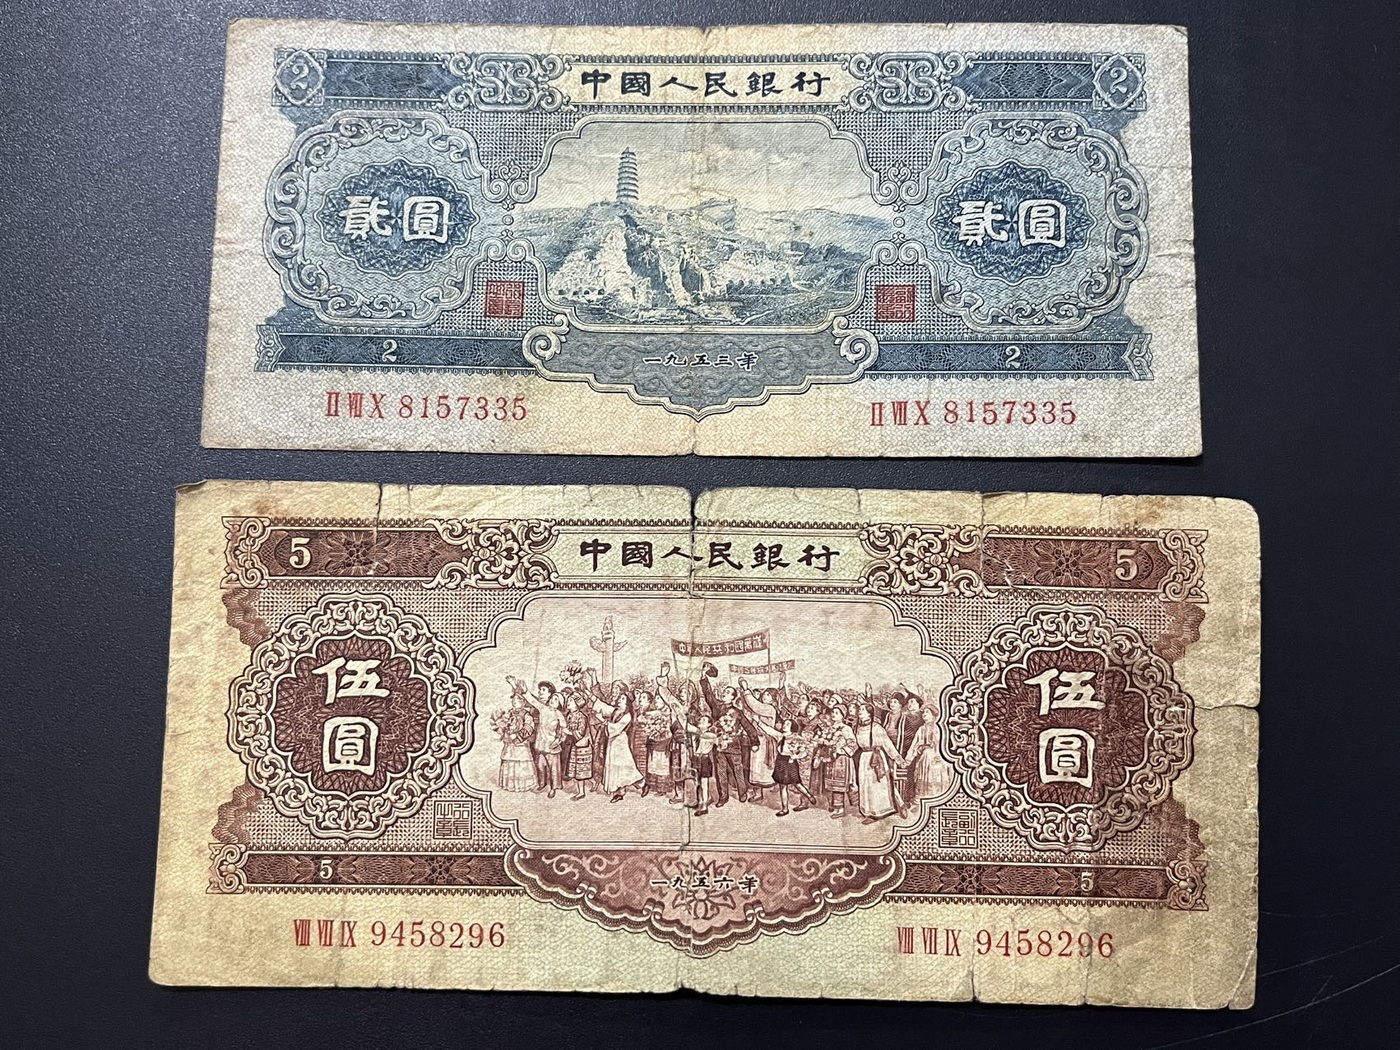 2 中國人民銀行 2
貳圓 貳圓
2 一九五三年 2
II VII X 8157335 II VII X 8157335
5 中國人民銀行 5
伍圓 伍圓
5 一九五六年 5
VIII VII IX 9458296 VIII VII IX 9458296